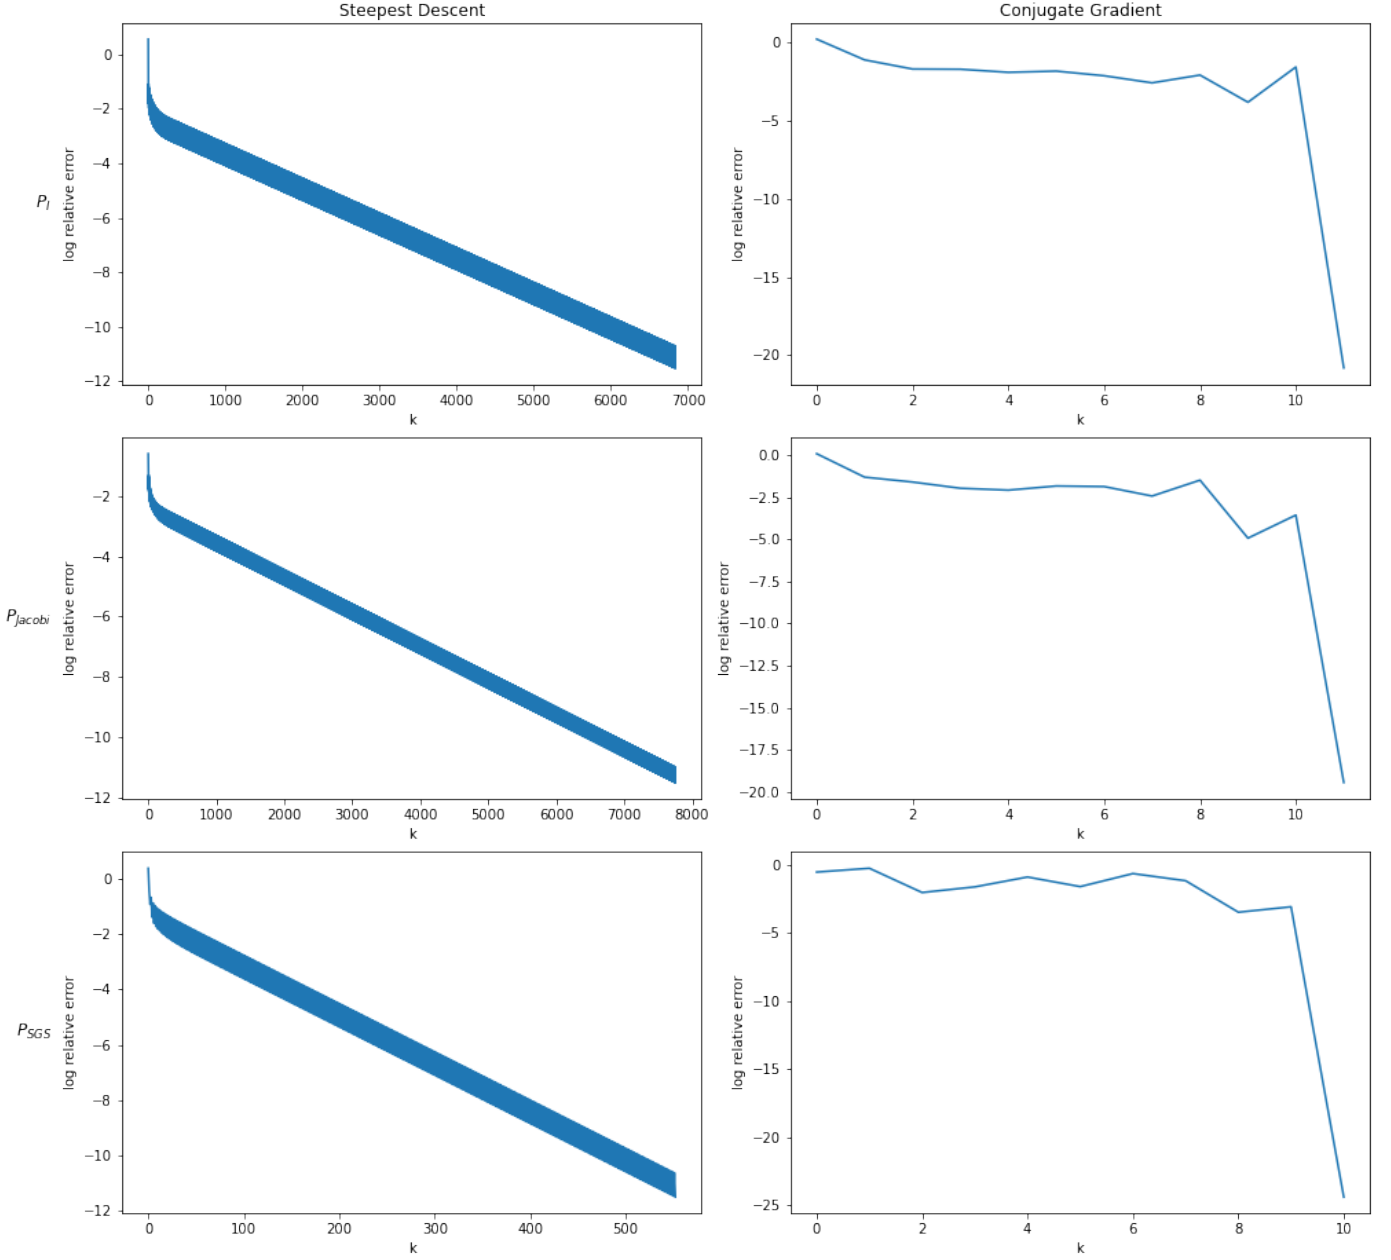 Steepest Descent
Conjugate Gradient
P_I
log relative error
0
−2
−4
−6
−8
−10
−12
0 1000 2000 3000 4000 5000 6000 7000
k
log relative error
0
−5
−10
−15
−20
0 2 4 6 8 10
k
P_Jacobi
log relative error
−2
−4
−6
−8
−10
−12
0 1000 2000 3000 4000 5000 6000 7000 8000
k
log relative error
0.0
−2.5
−5.0
−7.5
−10.0
−12.5
−15.0
−17.5
−20.0
0 2 4 6 8 10
k
P_SGS
log relative error
0
−2
−4
−6
−8
−10
−12
0 100 200 300 400 500
k
log relative error
0
−5
−10
−15
−20
−25
0 2 4 6 8 10
k